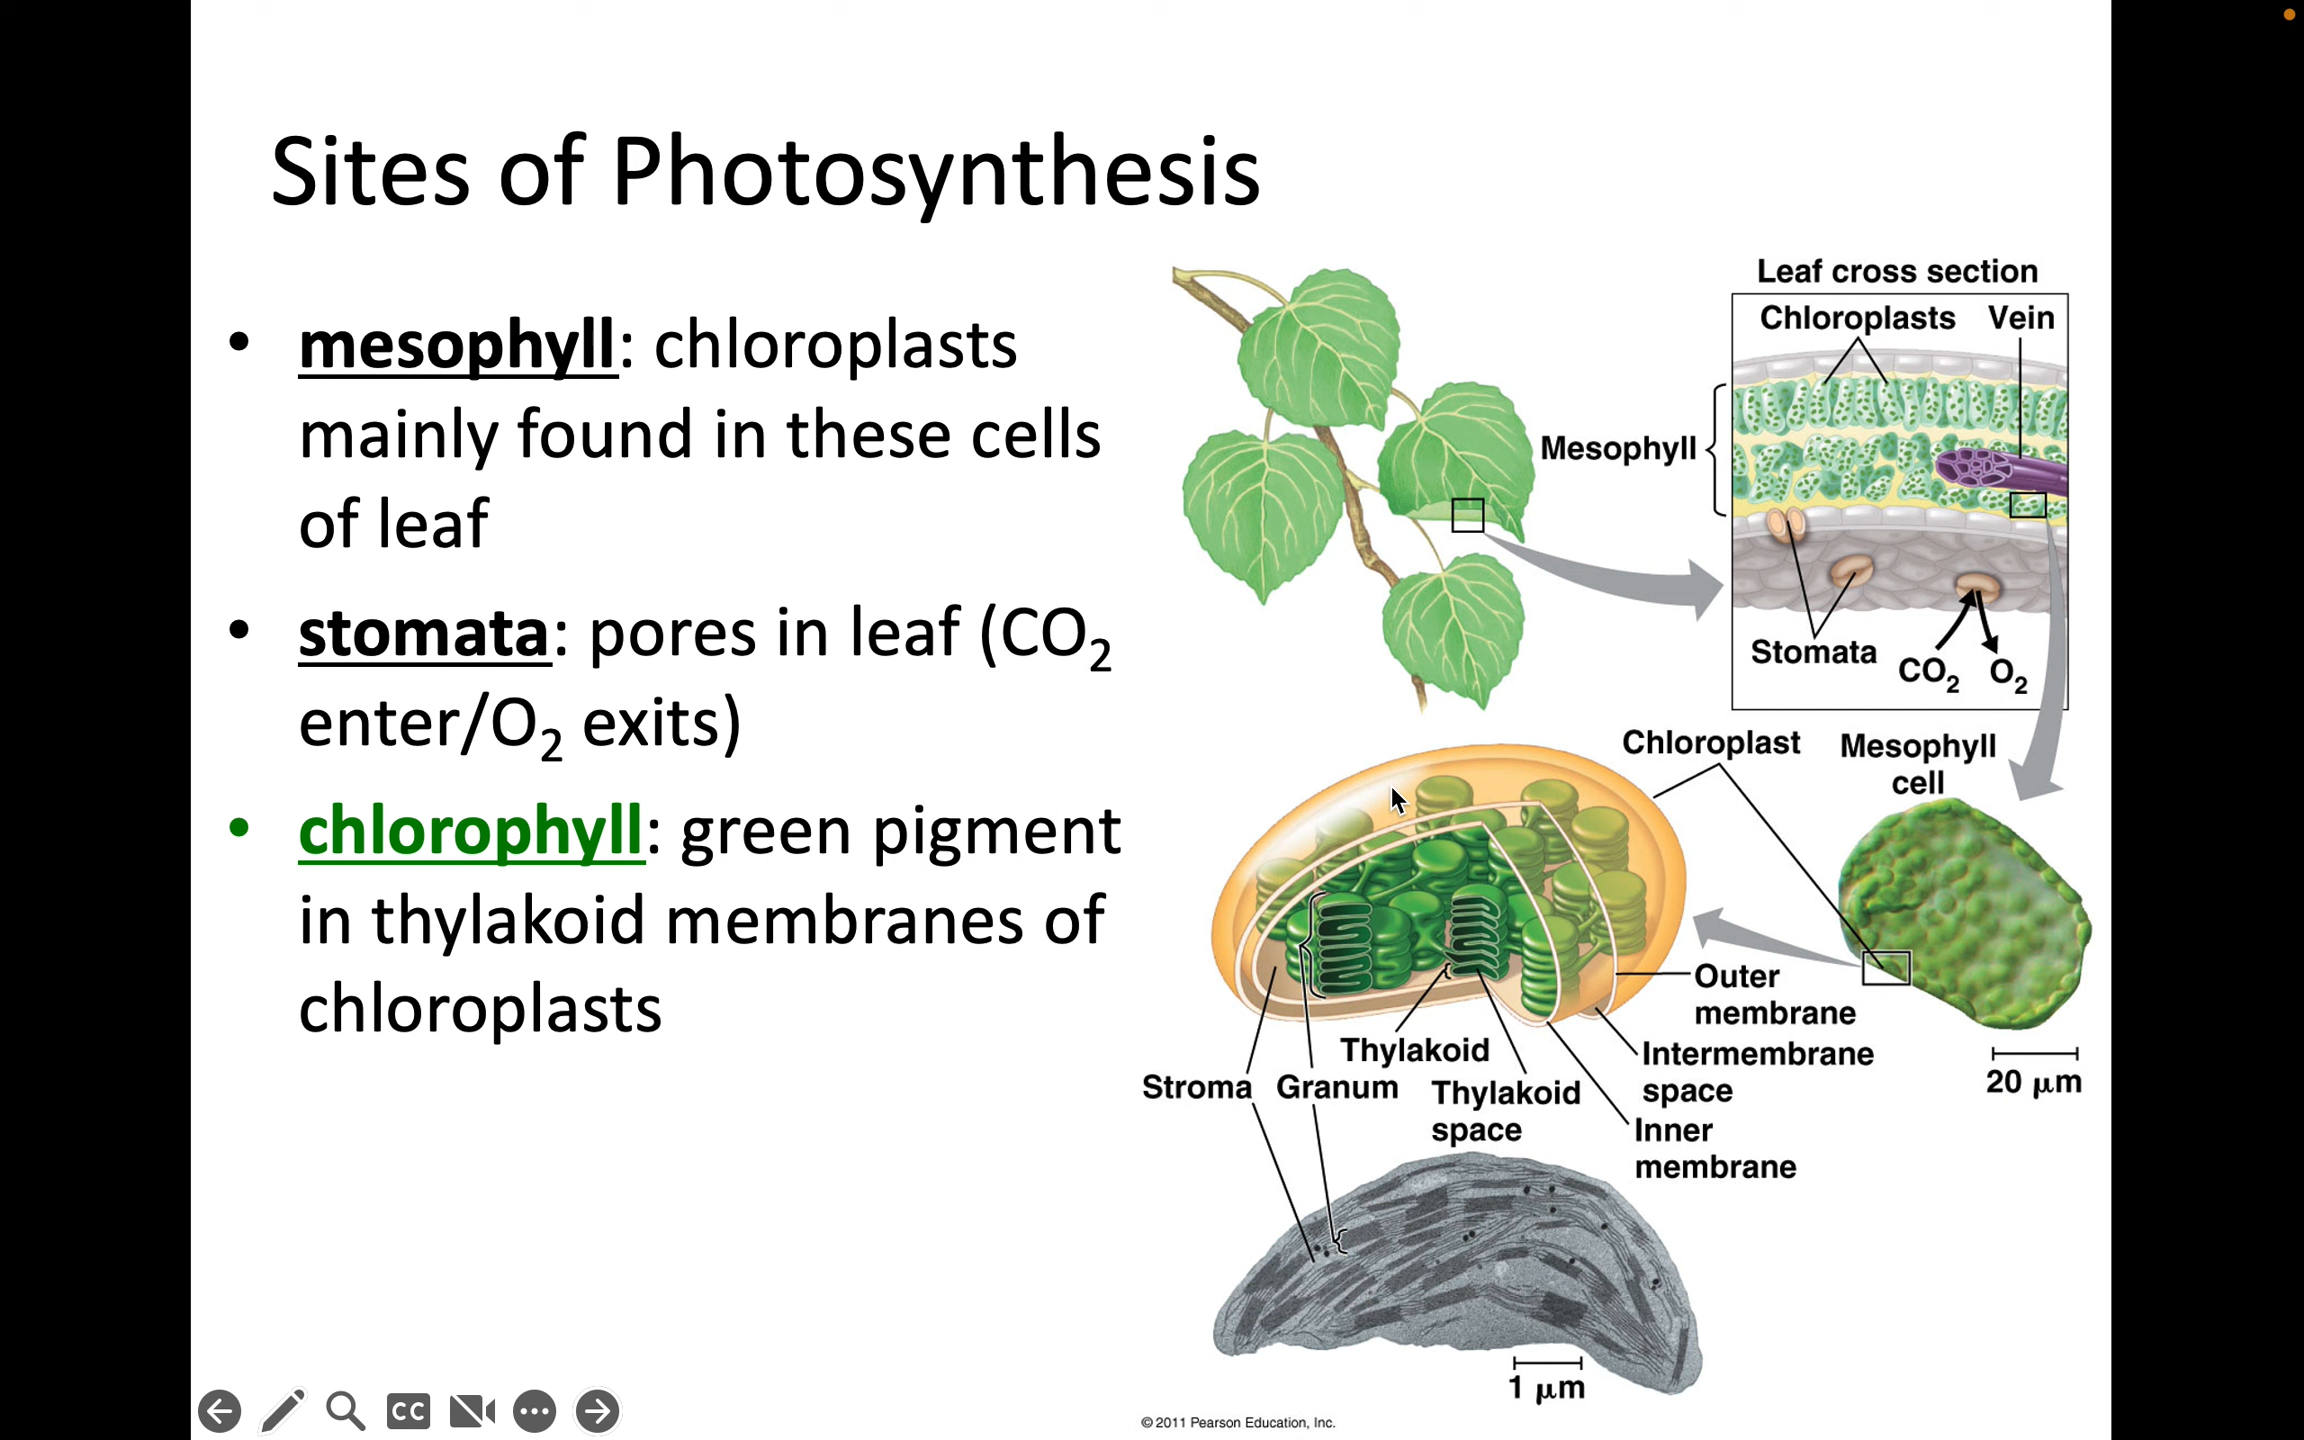 Sites of Photosynthesis
• mesophyll: chloroplasts
mainly found in these cells
of leaf
• stomata: pores in leaf (CO₂
enter/O₂ exits)
• chlorophyll: green pigment
in thylakoid membranes of
chloroplasts
Leaf cross section
Chloroplasts Vein
Mesophyll
Stomata
CO₂ O₂
Chloroplast
Mesophyll
cell
Outer
membrane
Intermembrane
space
Inner
membrane
20 μm
Thylakoid
Stroma Granum Thylakoid
space
1 μm
© 2011 Pearson Education, Inc.
CC